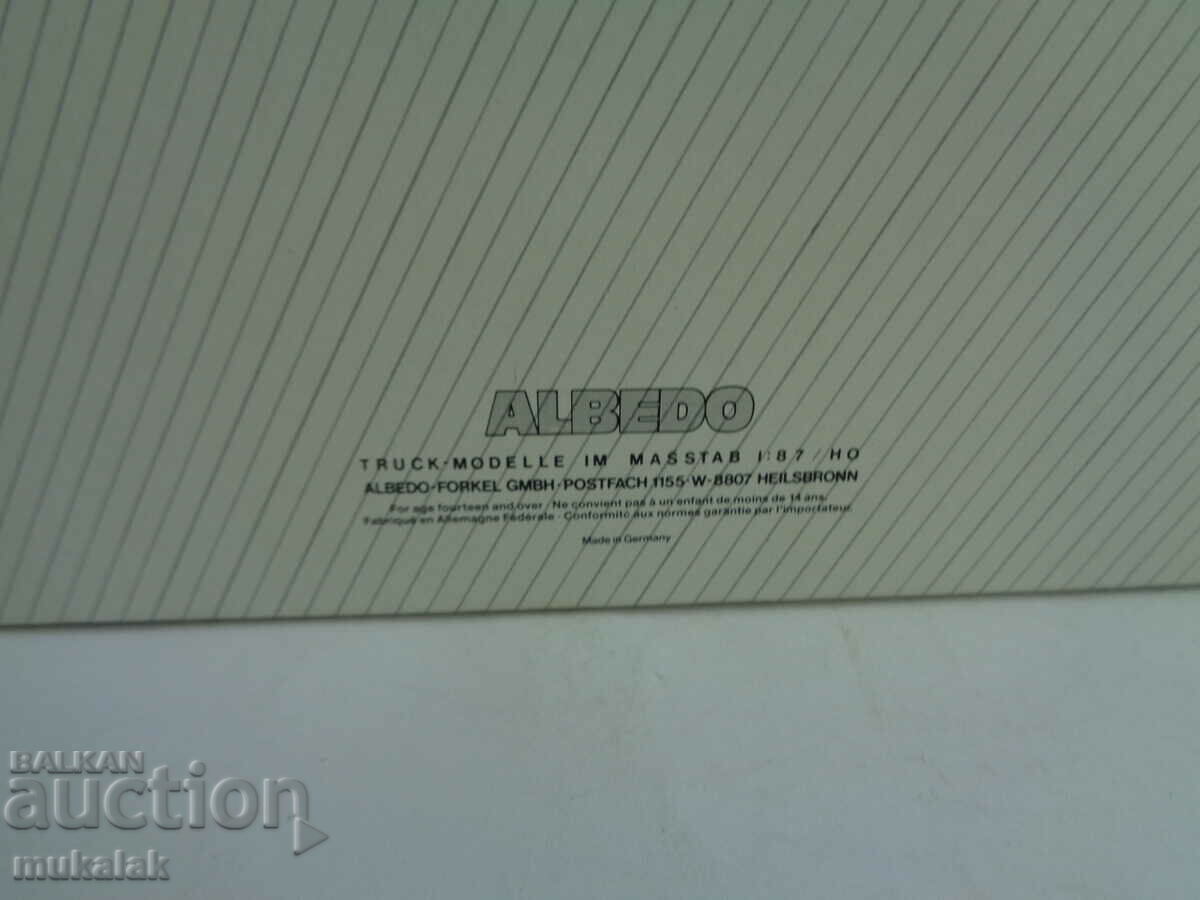 ALBEDO
TRUCK-MODELLE IM MASSTAB 1:87/HO
ALBEDO-FORKEL GMBH·POSTFACH 1155·W-8807 HEILSBRONN
For age fourteen and over / Ne convient pas à un enfant de moins de 14 ans.
Fabriqué en Allemagne Fédérale - Conformité aux normes garantie par l'importateur.
Made in Germany
BALKAN
auction
mukalak